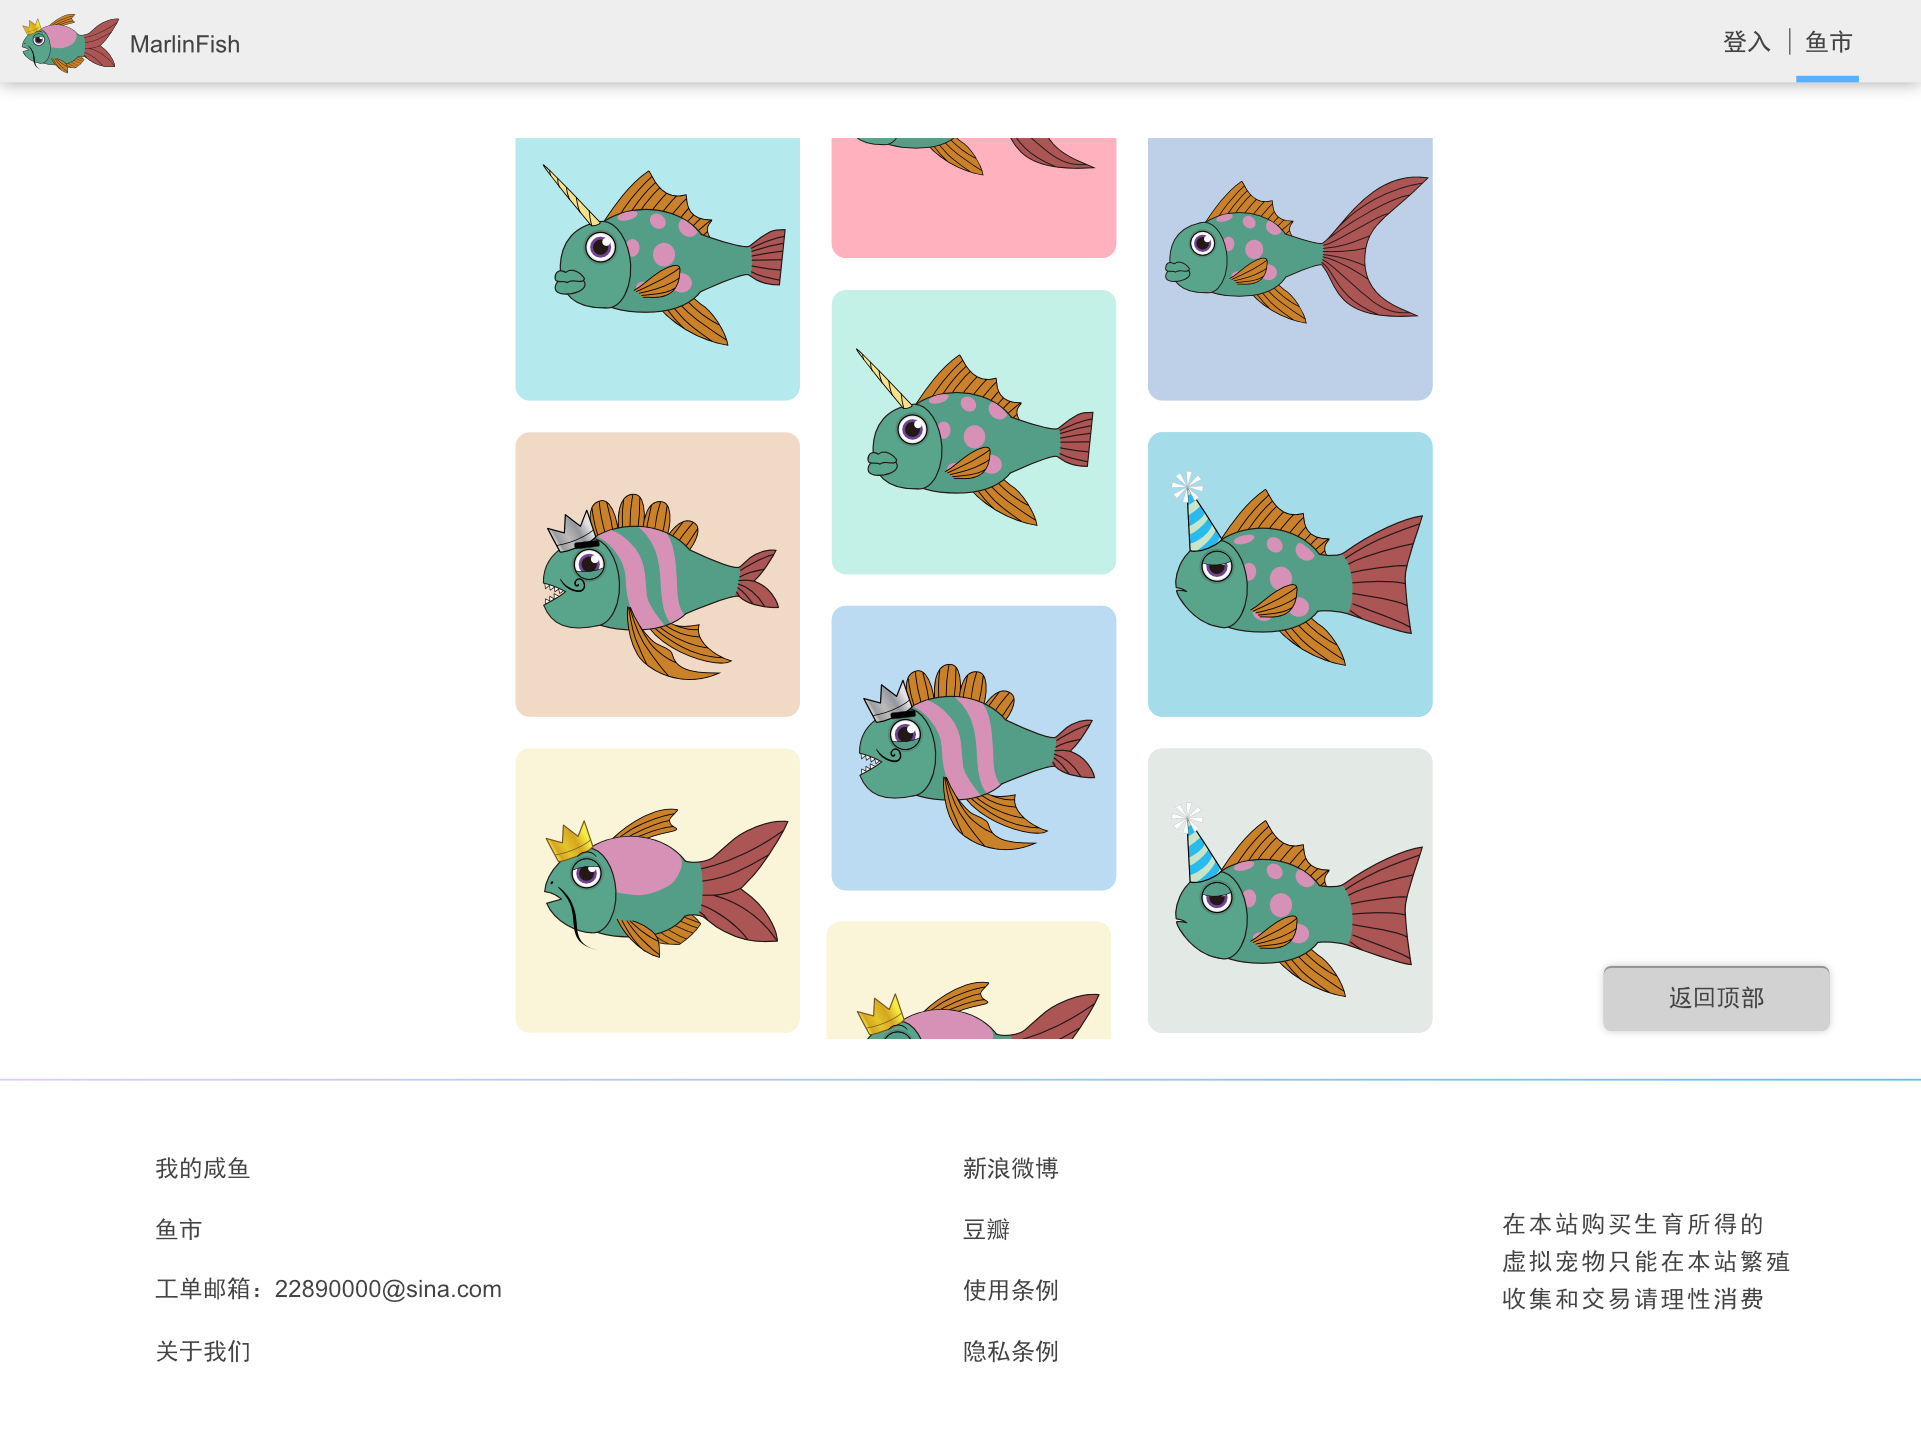 MarlinFish
登入 | 鱼市
返回顶部
我的咸鱼
鱼市
工单邮箱：22890000@sina.com
关于我们
新浪微博
豆瓣
使用条例
隐私条例
在本站购买生育所得的
虚拟宠物只能在本站繁殖
收集和交易请理性消费